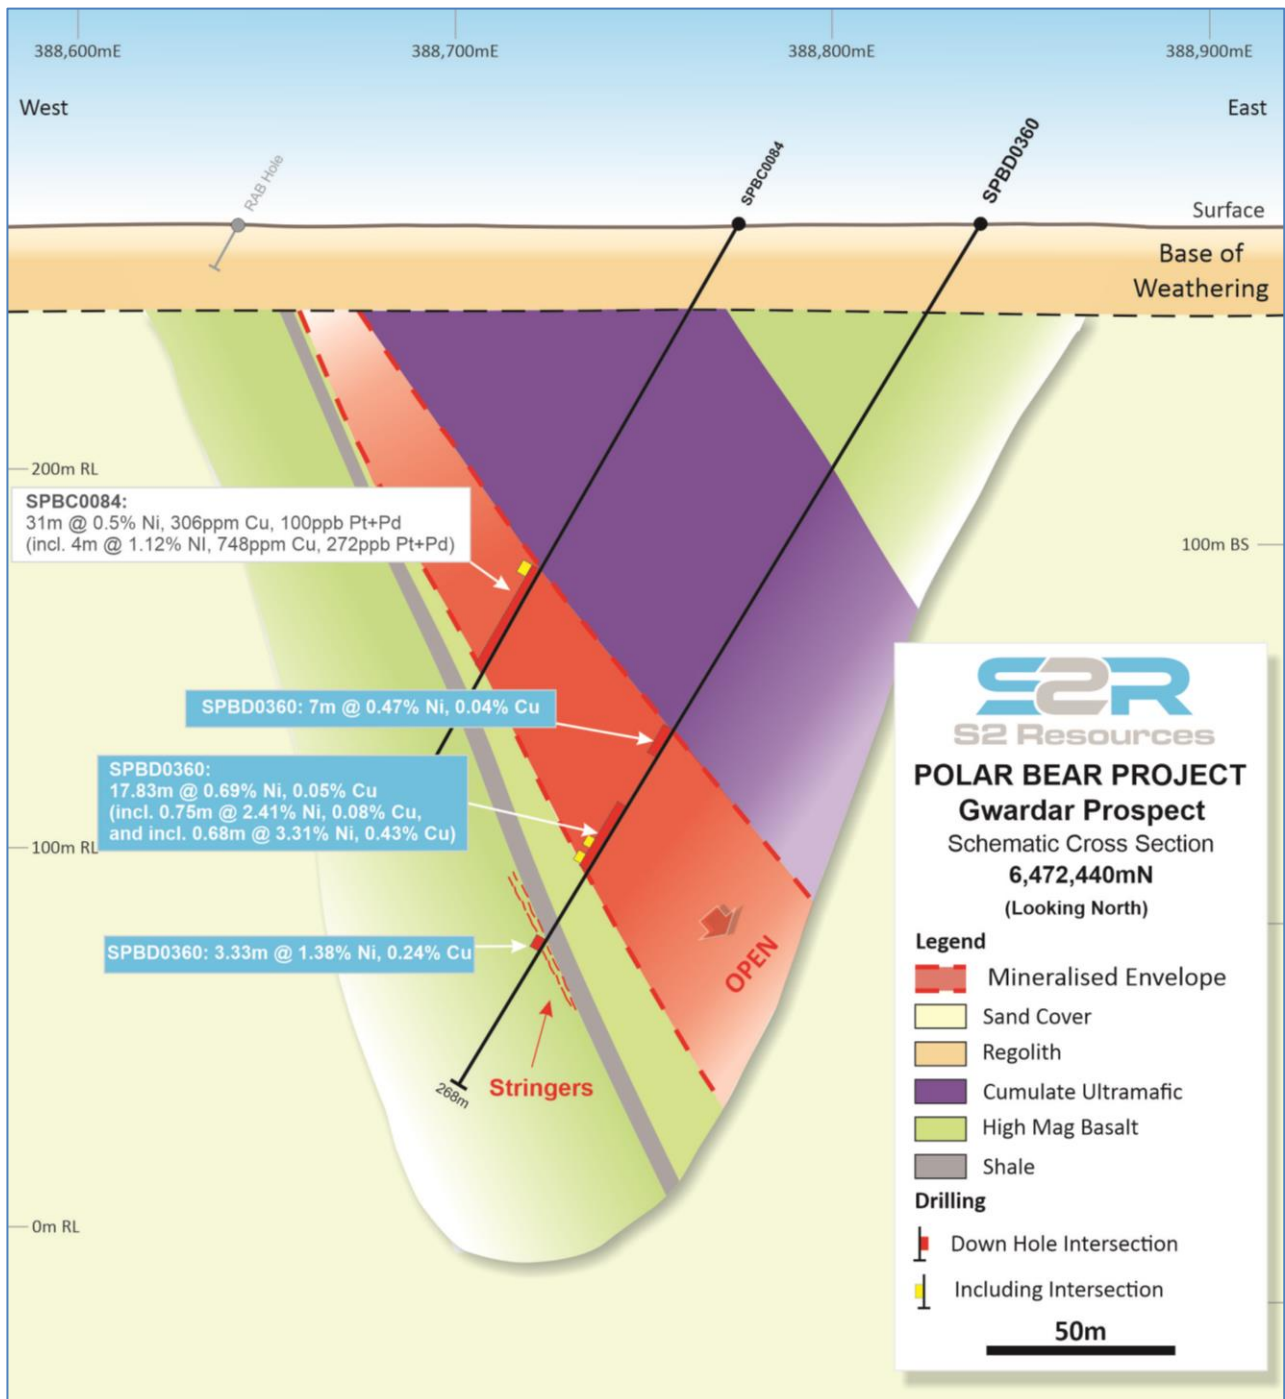 388,600mE
388,700mE
388,800mE
388,900mE
West
East
RAB Hole
SPBC0084
SPBD0360
Surface
Base of
Weathering
200m RL
SPBC0084:
31m @ 0.5% Ni, 306ppm Cu, 100ppb Pt+Pd
(incl. 4m @ 1.12% NI, 748ppm Cu, 272ppb Pt+Pd)
100m BS
SPBD0360: 7m @ 0.47% Ni, 0.04% Cu
SPBD0360:
17.83m @ 0.69% Ni, 0.05% Cu
(incl. 0.75m @ 2.41% Ni, 0.08% Cu,
and incl. 0.68m @ 3.31% Ni, 0.43% Cu)
100m RL
SPBD0360: 3.33m @ 1.38% Ni, 0.24% Cu
OPEN
268m
Stringers
0m RL
S2R
S2 Resources
POLAR BEAR PROJECT
Gwardar Prospect
Schematic Cross Section
6,472,440mN
(Looking North)
Legend
Mineralised Envelope
Sand Cover
Regolith
Cumulate Ultramafic
High Mag Basalt
Shale
Drilling
Down Hole Intersection
Including Intersection
50m